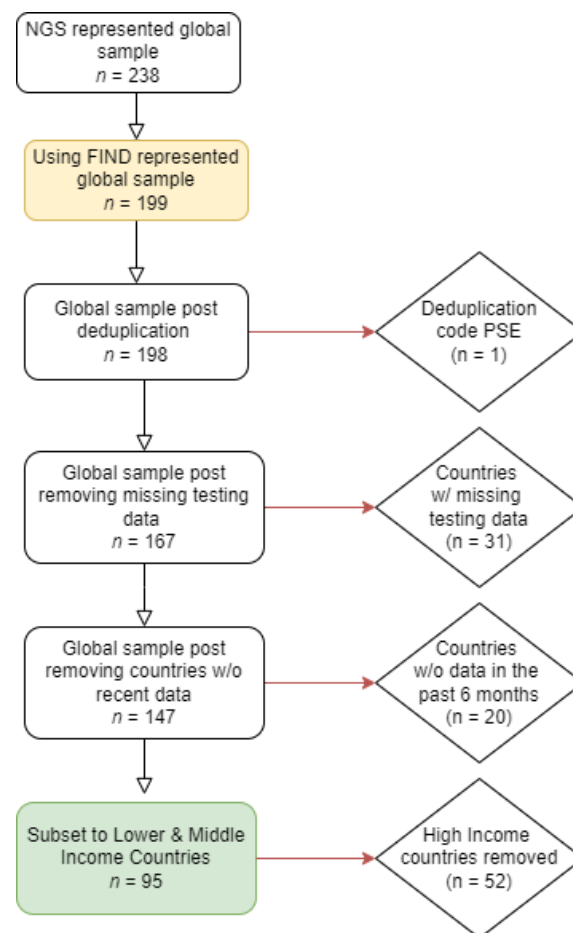 NGS represented global
sample
n = 238
Using FIND represented
global sample
n = 199
Global sample post
deduplication
n = 198
Deduplication
code PSE
(n = 1)
Global sample post
removing missing testing
data
n = 167
Countries
w/ missing
testing data
(n = 31)
Global sample post
removing countries w/o
recent data
n = 147
Countries
w/o data in the
past 6 months
(n = 20)
Subset to Lower & Middle
Income Countries
n = 95
High Income
countries removed
(n = 52)